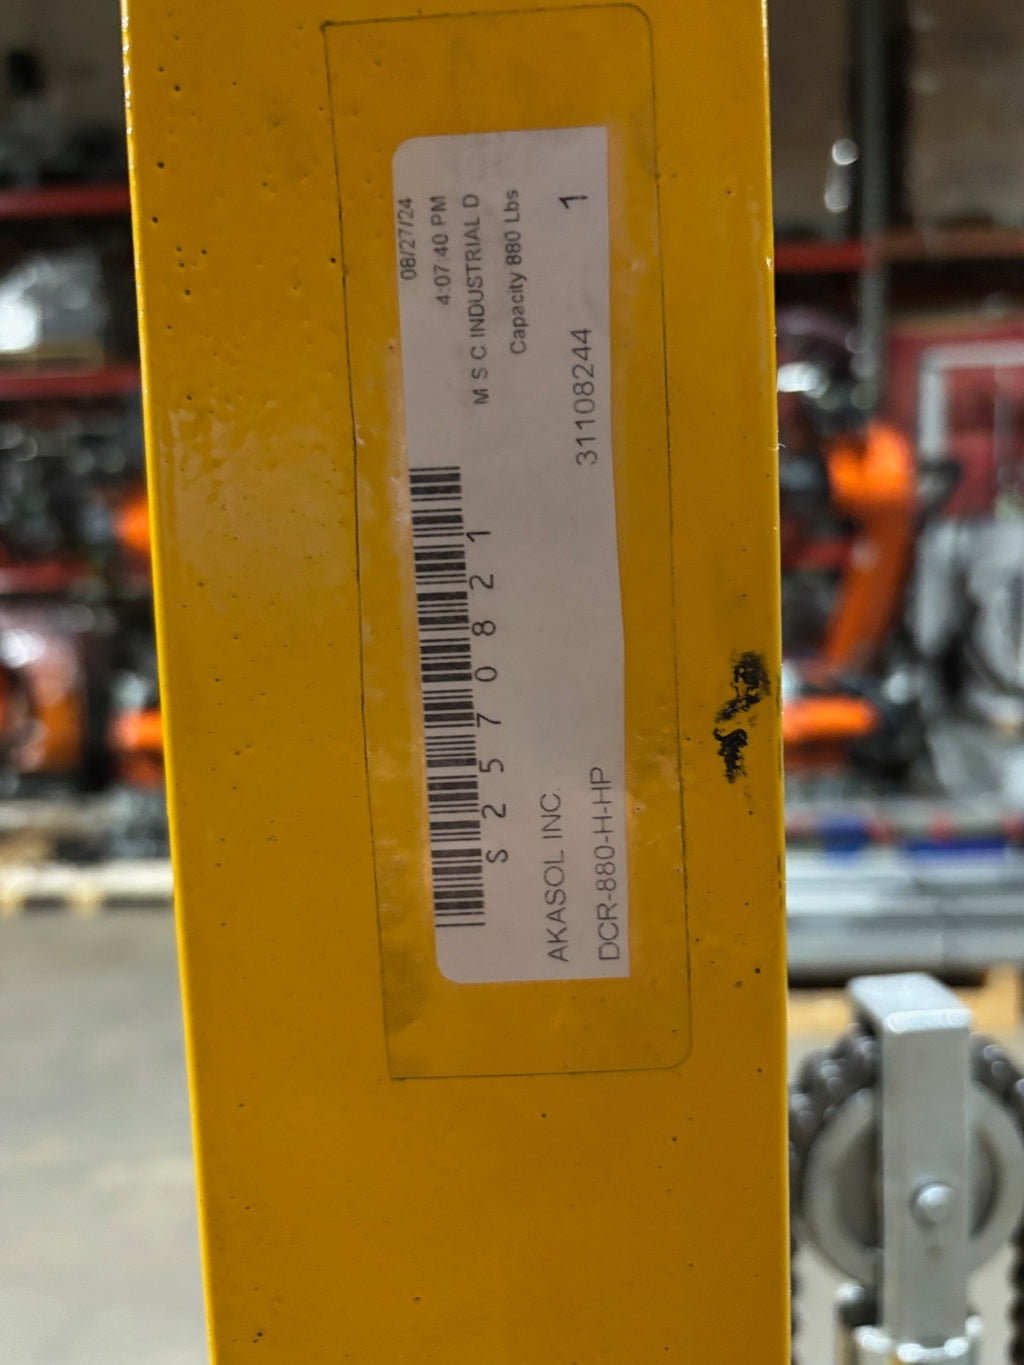 08/27/24
4:07:40 PM
M S C INDUSTRIAL D
Capacity 880 Lbs
S 2 5 7 0 8 2 1
AKASOL INC.
31108244 1
DCR-880-H-HP